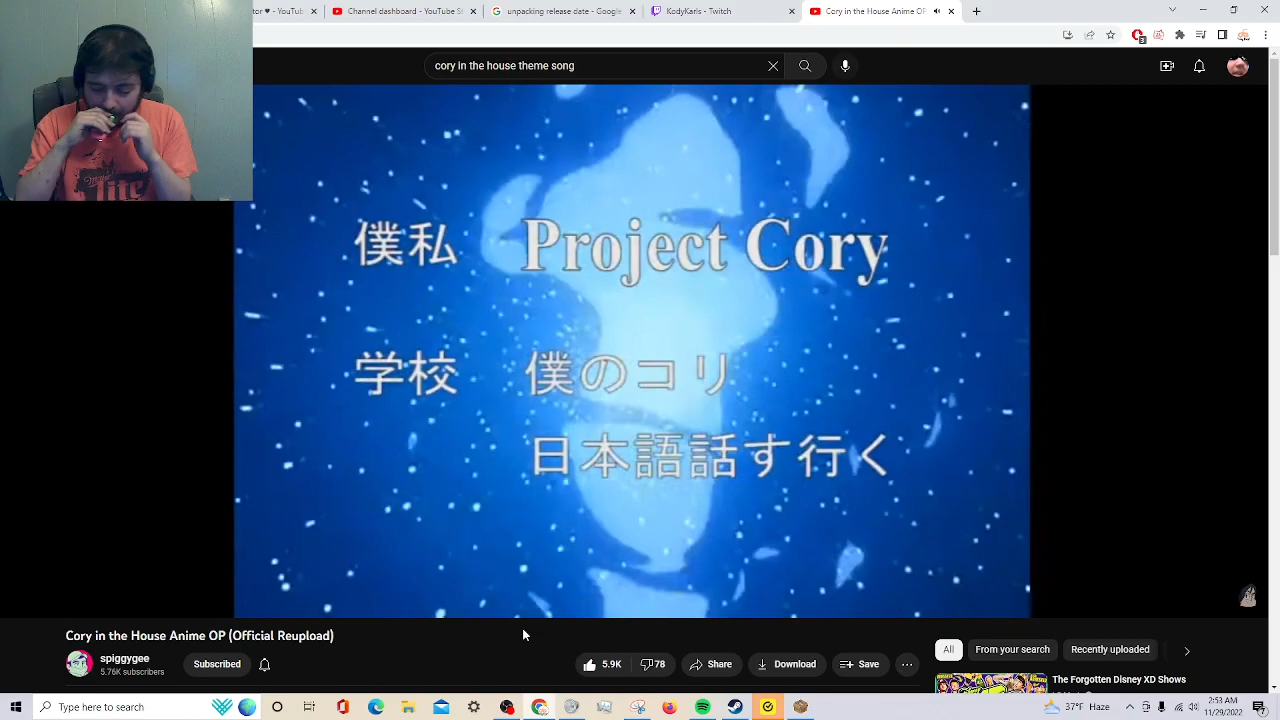 ♥ - YouTube
Channel dashboard - YouTube St
unpacking release date - Google
KodyKarls - Twitch
Cory in the House Anime OP
cory in the house theme song
3
僕私 Project Cory
学校 僕のコリ
日本語話す行く
Cory in the House Anime OP (Official Reupload)
spiggygee
5.76K subscribers
Subscribed
5.9K
78
Share
Download
Save
All
From your search
Recently uploaded
The Forgotten Disney XD Shows
Type here to search
37°F Haze
2:53 AM
11/29/2022